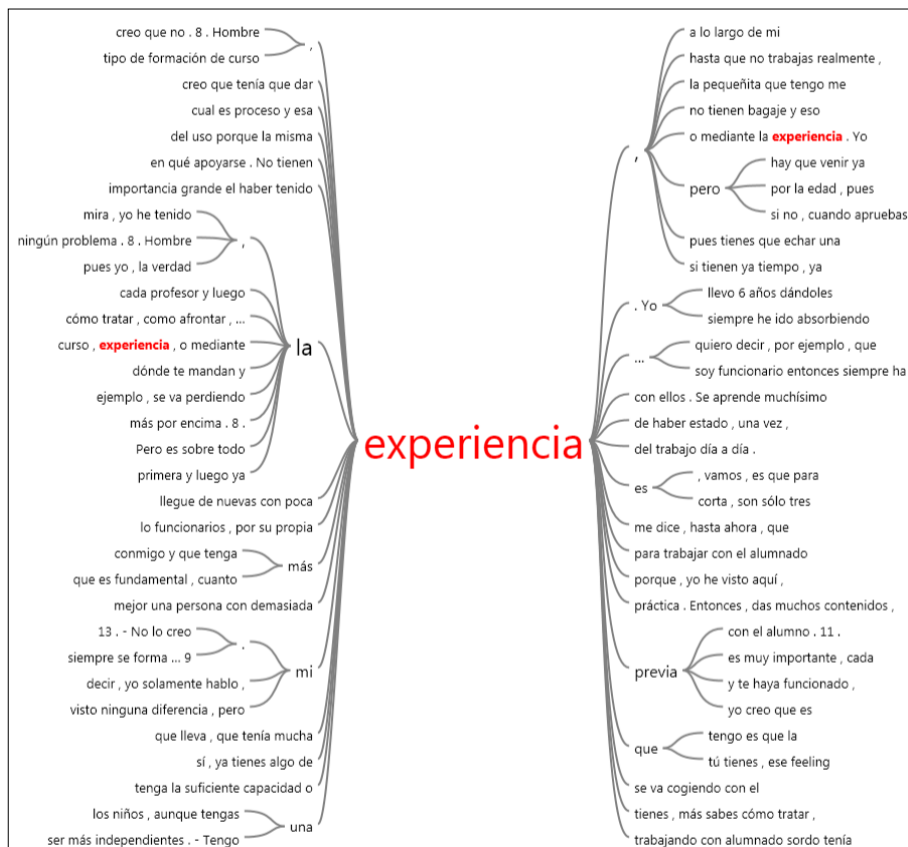 creo que no . 8 . Hombre
tipo de formación de curso
,
creo que tenía que dar
cual es proceso y esa
del uso porque la misma
en qué apoyarse . No tienen
importancia grande el haber tenido
mira , yo he tenido
ningún problema . 8 . Hombre
,
pues yo , la verdad
cada profesor y luego
cómo tratar , como afrontar , ...
curso , experiencia , o mediante
la
dónde te mandan y
ejemplo , se va perdiendo
más por encima . 8 .
Pero es sobre todo
primera y luego ya
llegue de nuevas con poca
lo funcionarios , por su propia
conmigo y que tenga
más
que es fundamental , cuanto
mejor una persona con demasiada
13 . - No lo creo
.
siempre se forma ... 9
mi
decir , yo solamente hablo ,
visto ninguna diferencia , pero
que lleva , que tenía mucha
sí , ya tienes algo de
tenga la suficiente capacidad o
los niños , aunque tengas
una
ser más independientes . - Tengo
experiencia
a lo largo de mi
hasta que no trabajas realmente ,
la pequeñita que tengo me
no tienen bagaje y eso
o mediante la experiencia . Yo
,
hay que venir ya
pero
por la edad , pues
si no , cuando apruebas
pues tienes que echar una
si tienen ya tiempo , ya
. Yo
llevo 6 años dándoles
siempre he ido absorbiendo
...
quiero decir , por ejemplo , que
soy funcionario entonces siempre ha
con ellos . Se aprende muchísimo
de haber estado , una vez ,
del trabajo día a día .
es
, vamos , es que para
corta , son sólo tres
me dice , hasta ahora , que
para trabajar con el alumnado
porque , yo he visto aquí ,
práctica . Entonces , das muchos contenidos ,
previa
con el alumno . 11 .
es muy importante , cada
y te haya funcionado ,
yo creo que es
que
tengo es que la
tú tienes , ese feeling
se va cogiendo con el
tienes , más sabes cómo tratar ,
trabajando con alumnado sordo tenía